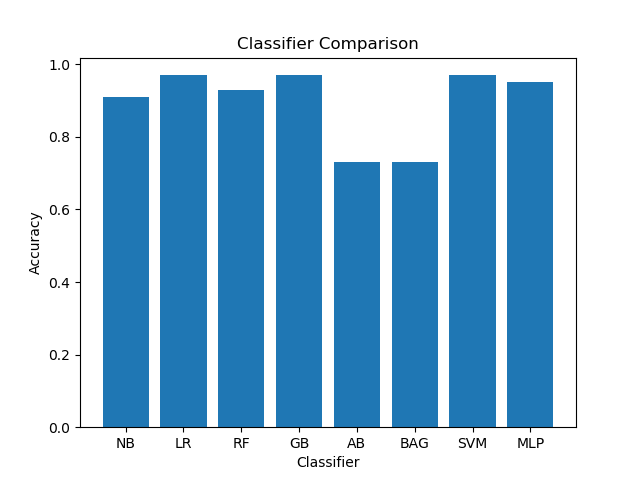 Classifier Comparison
1.0
0.8
0.6
0.4
0.2
0.0
Accuracy
NB LR RF GB AB BAG SVM MLP
Classifier